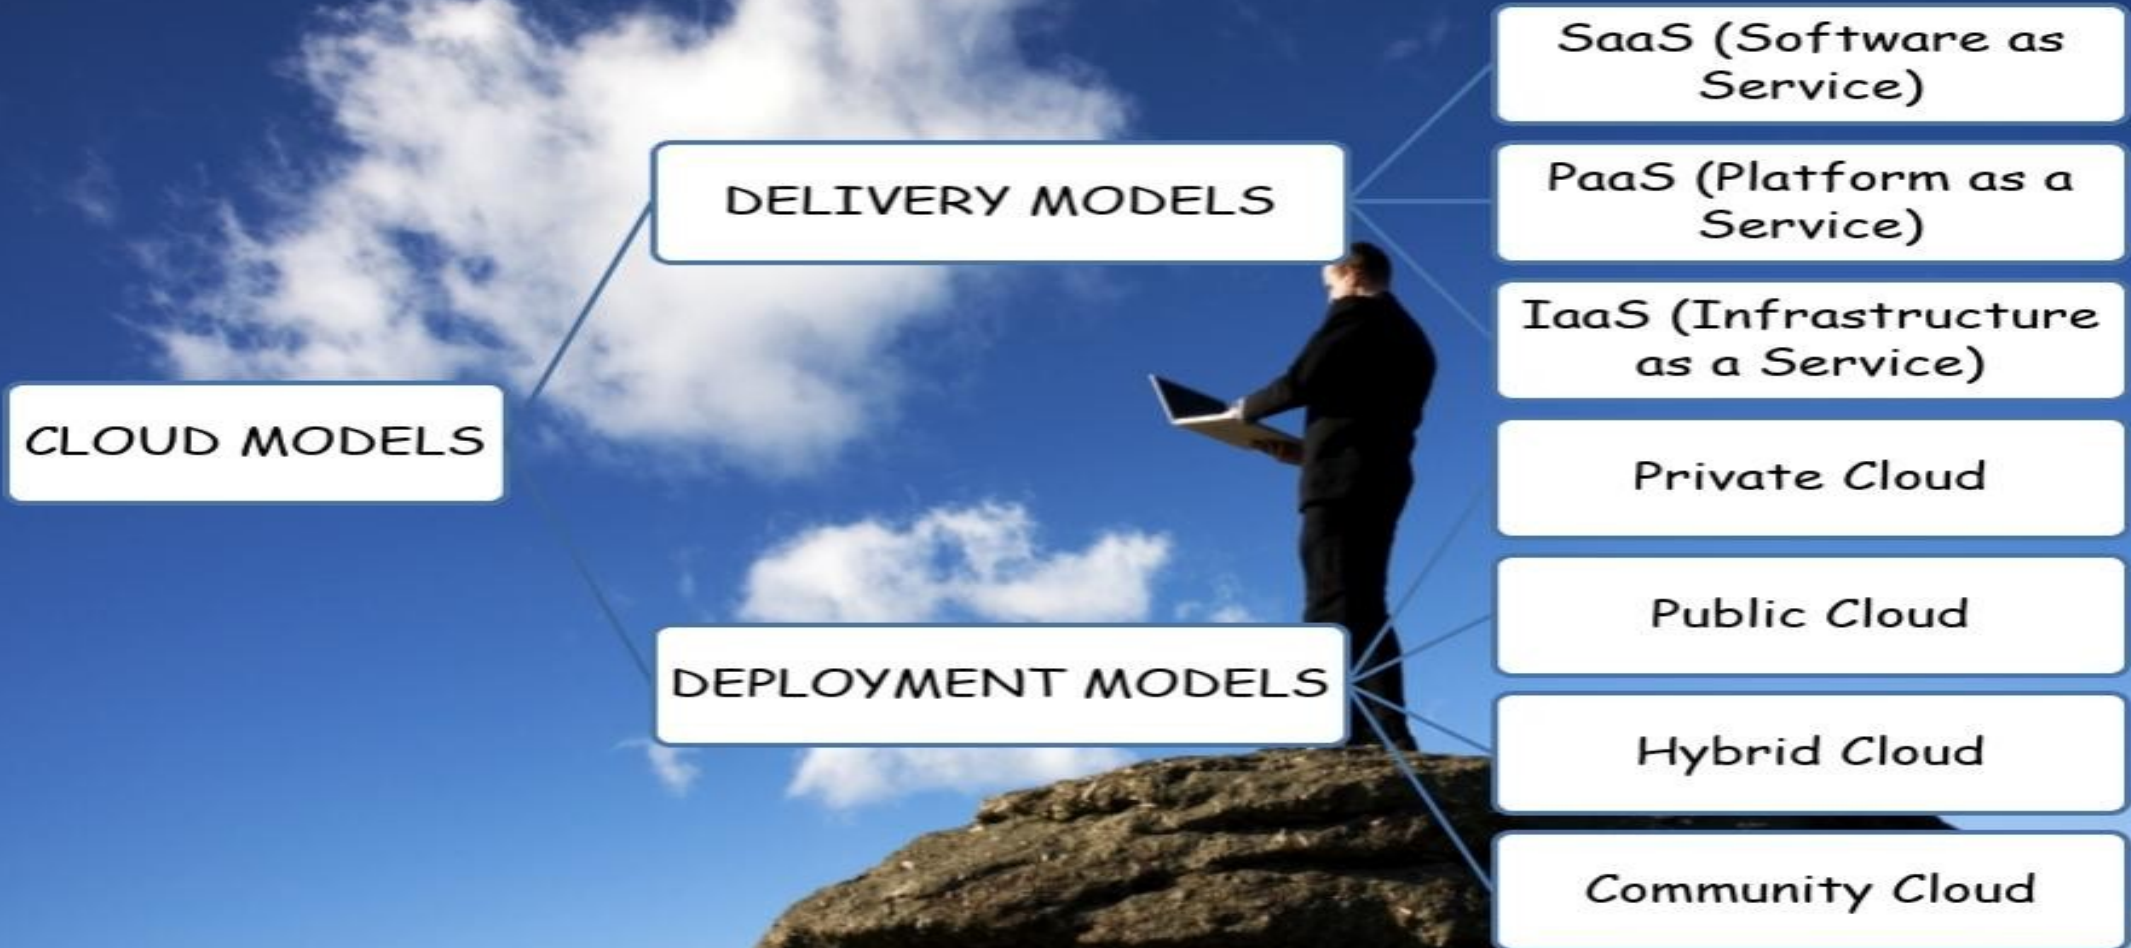 CLOUD MODELS
DELIVERY MODELS
SaaS (Software as
Service)
PaaS (Platform as a
Service)
IaaS (Infrastructure
as a Service)
DEPLOYMENT MODELS
Private Cloud
Public Cloud
Hybrid Cloud
Community Cloud